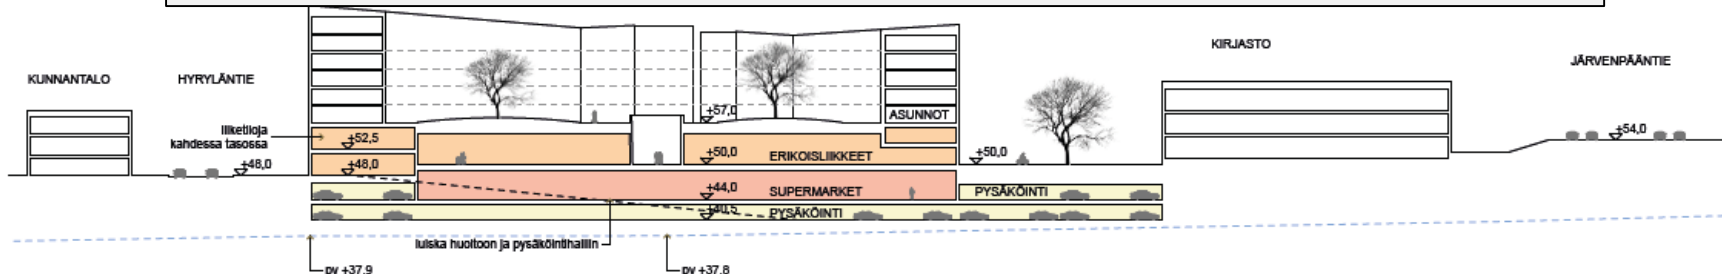 KIRJASTO
JÄRVENPÄÄNTIE
KUNNANTALO
HYRYLÄNTIE
+57,0
ASUNNOT
liiketiloja
kahdessa tasossa
+52,5
+54,0
+48,0
+48,0
+50,0
ERIKOISLIIKKEET
+50,0
+44,0
SUPERMARKET
PYSÄKÖINTI
+40,5
PYSÄKÖINTI
luiska huoltoon ja pysäköintihalliin
pv +37,9
pv +37,8